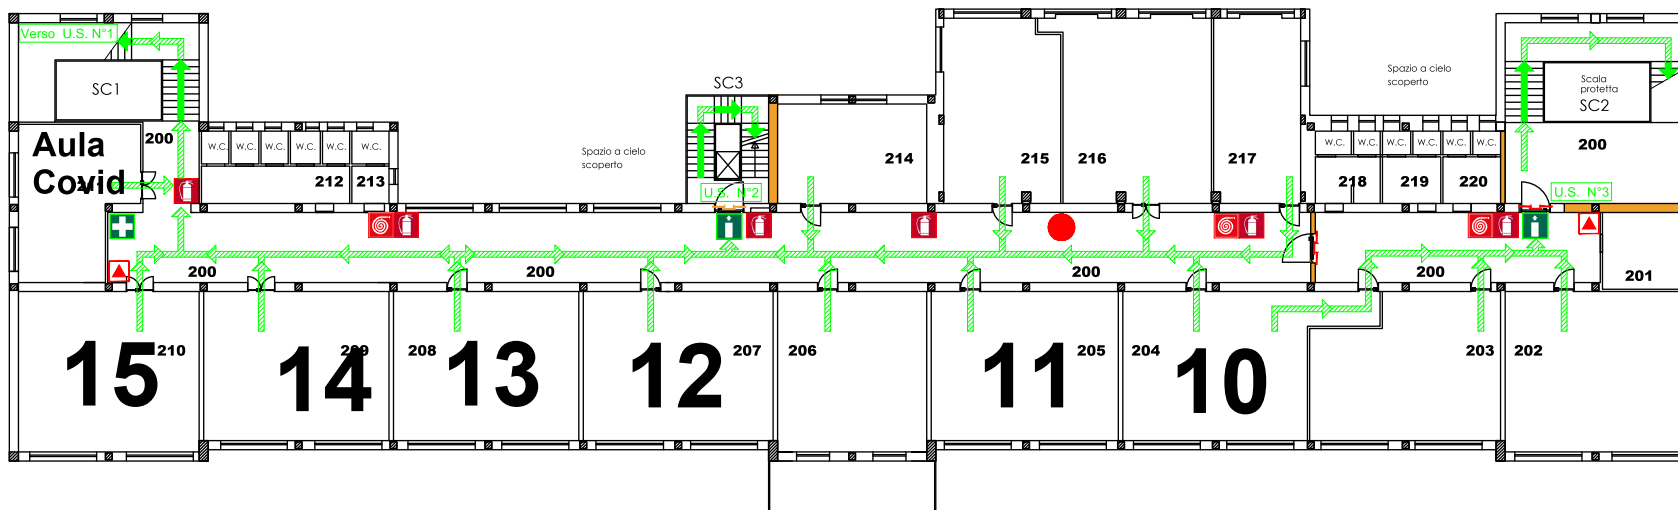 Verso U.S. N°1
SC1
SC3
Spazio a cielo
scoperto
Scala
protetta
SC2
Aula
Covid
200
W.C.
W.C.
W.C.
W.C.
W.C.
W.C.
Spazio a cielo
scoperto
214
215
216
217
W.C.
W.C.
W.C.
W.C.
W.C.
200
212
213
U.S. N°2
218
219
220
U.S. N°3
200
200
200
200
201
15
210
14
209
208
13
12
207
206
11
205
204
10
203
202